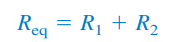 R_eq = R_1 + R_2